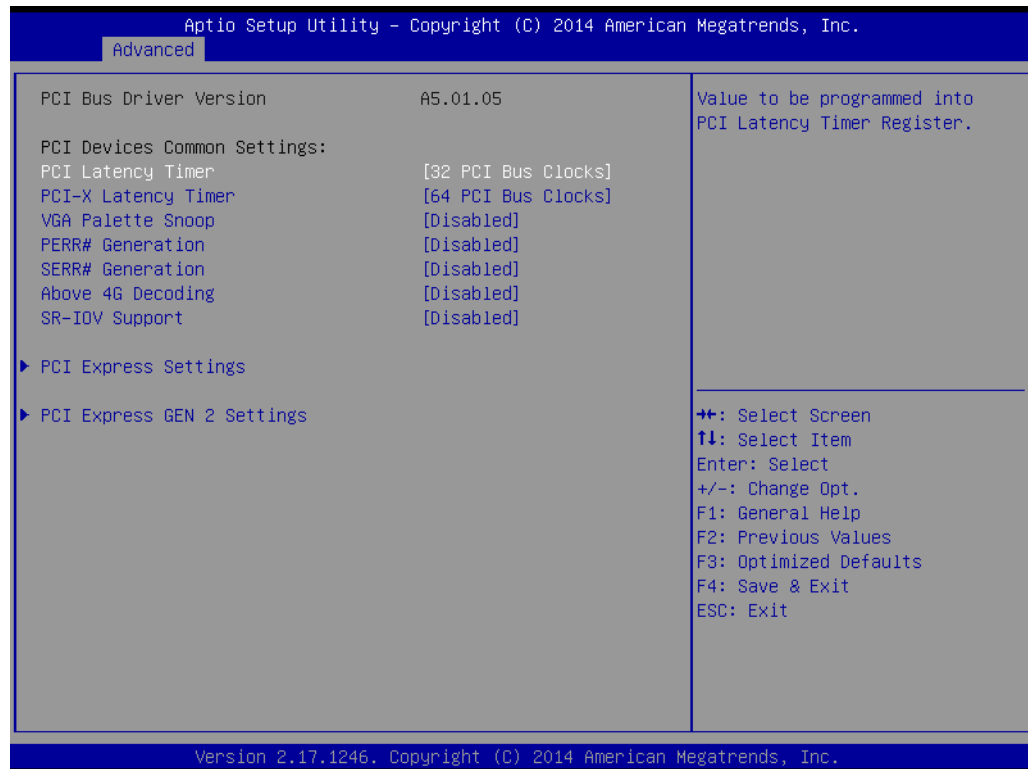 Aptio Setup Utility – Copyright (C) 2014 American Megatrends, Inc.
Advanced
PCI Bus Driver Version A5.01.05
PCI Devices Common Settings:
PCI Latency Timer [32 PCI Bus Clocks]
PCI-X Latency Timer [64 PCI Bus Clocks]
VGA Palette Snoop [Disabled]
PERR# Generation [Disabled]
SERR# Generation [Disabled]
Above 4G Decoding [Disabled]
SR-IOV Support [Disabled]
▶ PCI Express Settings
▶ PCI Express GEN 2 Settings
Value to be programmed into
PCI Latency Timer Register.
→←: Select Screen
↑↓: Select Item
Enter: Select
+/-: Change Opt.
F1: General Help
F2: Previous Values
F3: Optimized Defaults
F4: Save & Exit
ESC: Exit
Version 2.17.1246. Copyright (C) 2014 American Megatrends, Inc.